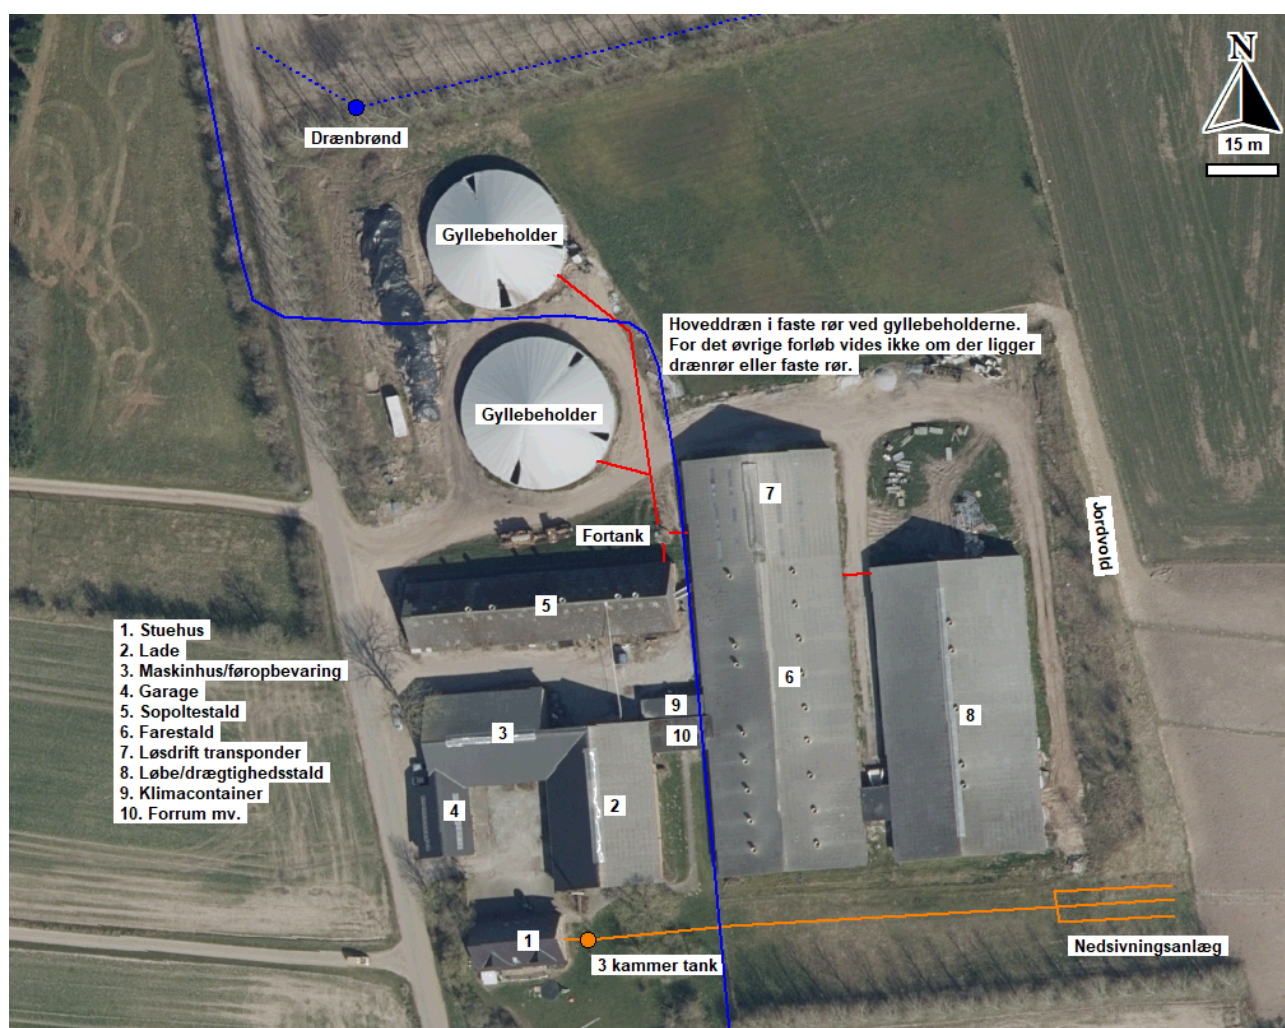 N
15 m
Drænbrønd
Gyllebeholder
Hoveddræn i faste rør ved gyllebeholderne.
For det øvrige forløb vides ikke om der ligger
drænrør eller faste rør.
Gyllebeholder
7
Jordvold
Fortank
5
1. Stuehus
2. Lade
3. Maskinhus/føropbevaring
4. Garage
5. Sopoltestald
6. Farestald
7. Løsdrift transponder
8. Løbe/drægtighedsstald
9. Klimacontainer
10. Forrum mv.
6
9
8
3
10
2
4
1
Nedsivningsanlæg
3 kammer tank